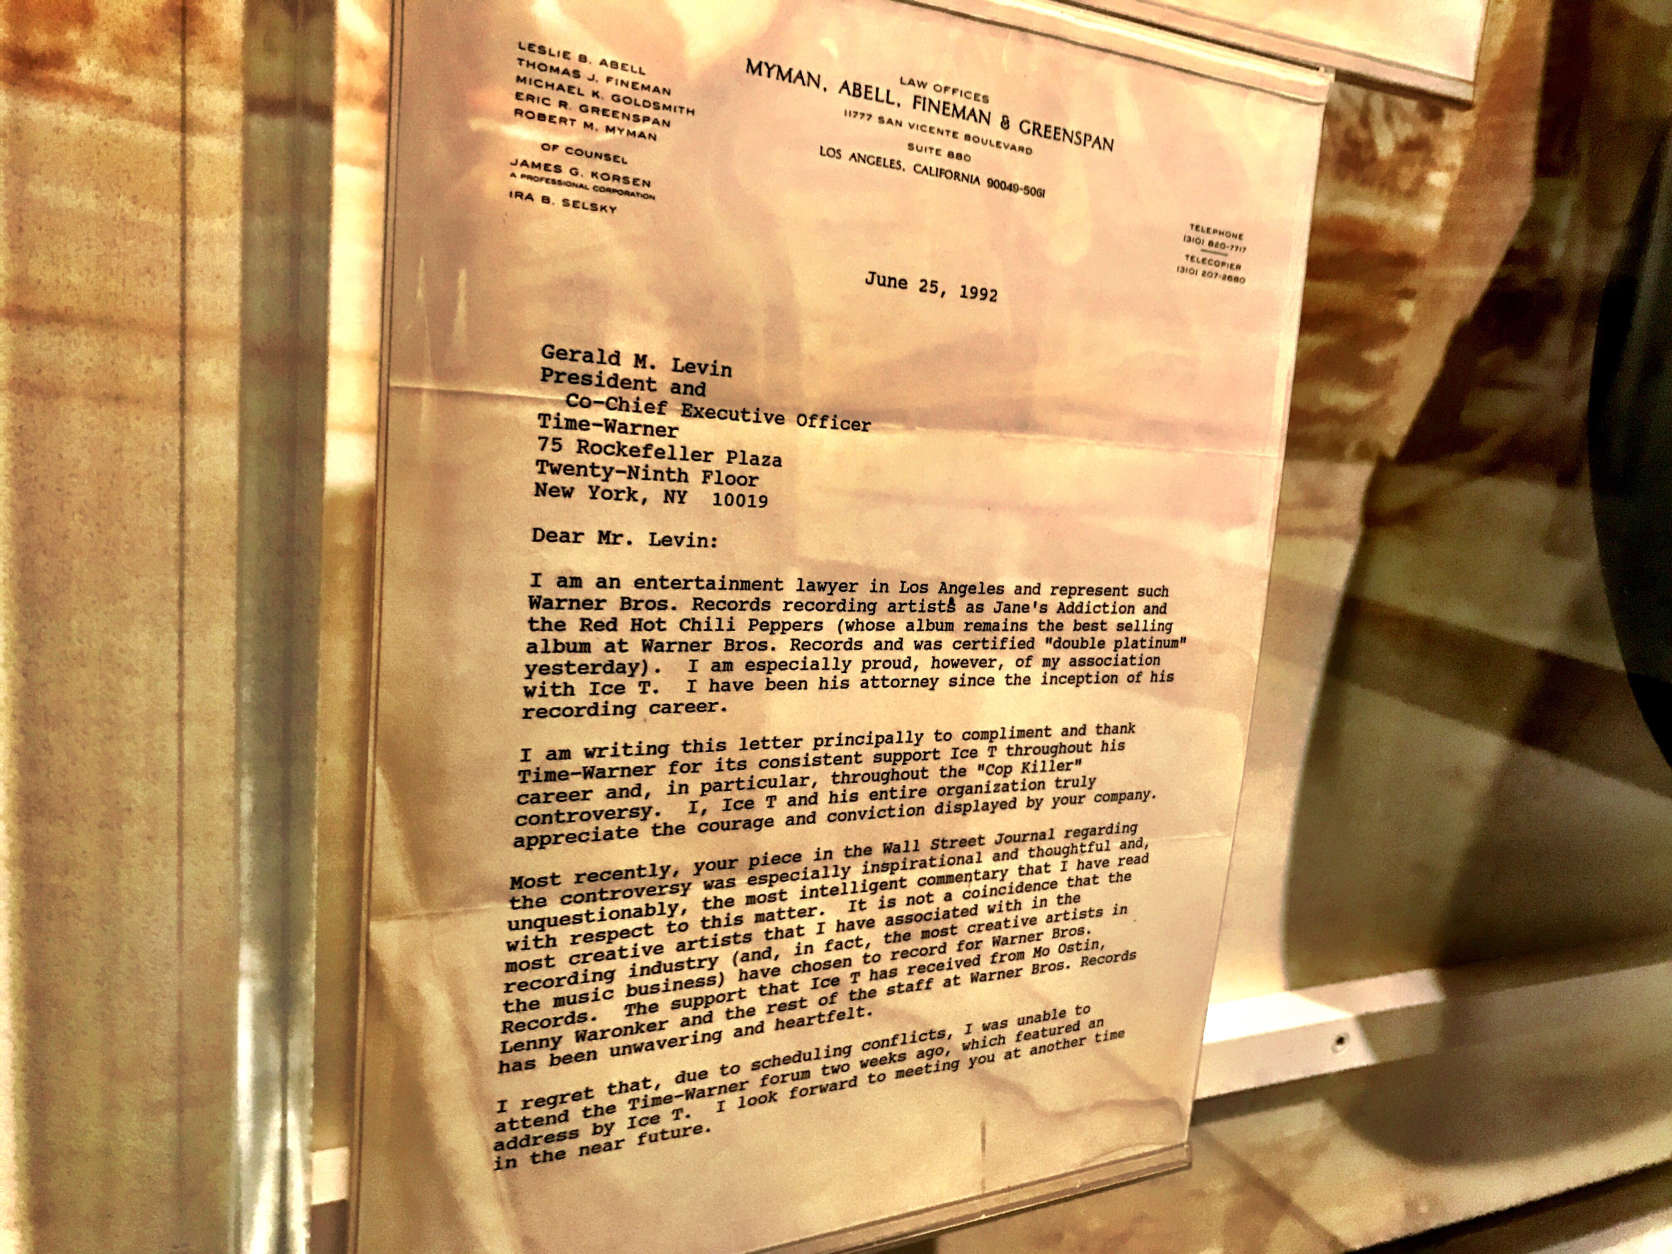 LESLIE B. ABELL
THOMAS J. FINEMAN
MICHAEL K. GOLDSMITH
ERIC R. GREENSPAN
ROBERT M. MYMAN
OF COUNSEL
JAMES G. KORSEN
A PROFESSIONAL CORPORATION
IRA B. SELSKY
LAW OFFICES
MYMAN, ABELL, FINEMAN & GREENSPAN
11777 SAN VICENTE BOULEVARD
SUITE 880
LOS ANGELES, CALIFORNIA 90049-5061
TELEPHONE
(310) 820-7717
TELECOPIER
(310) 207-2680
June 25, 1992
Gerald M. Levin
President and
Co-Chief Executive Officer
Time-Warner
75 Rockefeller Plaza
Twenty-Ninth Floor
New York, NY 10019
Dear Mr. Levin:
I am an entertainment lawyer in Los Angeles and represent such
Warner Bros. Records recording artists as Jane's Addiction and
the Red Hot Chili Peppers (whose album remains the best selling
album at Warner Bros. Records and was certified "double platinum"
yesterday). I am especially proud, however, of my association
with Ice T. I have been his attorney since the inception of his
recording career.
I am writing this letter principally to compliment and thank
Time-Warner for its consistent support Ice T throughout his
career and, in particular, throughout the "Cop Killer"
controversy. I, Ice T and his entire organization truly
appreciate the courage and conviction displayed by your company.
Most recently, your piece in the Wall Street Journal regarding
the controversy was especially inspirational and thoughtful and,
unquestionably, the most intelligent commentary that I have read
with respect to this matter. It is not a coincidence that the
most creative artists that I have associated with in the
recording industry (and, in fact, the most creative artists in
the music business) have chosen to record for Warner Bros.
Records. The support that Ice T has received from Mo Ostin,
Lenny Waronker and the rest of the staff at Warner Bros. Records
has been unwavering and heartfelt.
I regret that, due to scheduling conflicts, I was unable to
attend the Time-Warner forum two weeks ago, which featured an
address by Ice T. I look forward to meeting you at another time
in the near future.